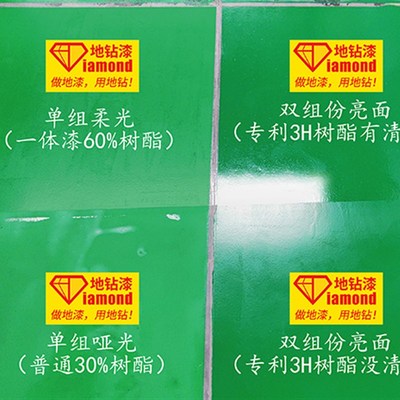 地钻漆
iamond
做地漆，用地钻！
单组柔光
（一体漆60%树酯）
地钻漆
iamond
做地漆，用地钻！
双组份亮面
（专利3H树酯有清
地钻漆
iamond
做地漆，用地钻！
单组哑光
（普通30%树酯）
地钻漆
iamond
做地漆，用地钻！
双组份亮面
（专利3H树酯没清